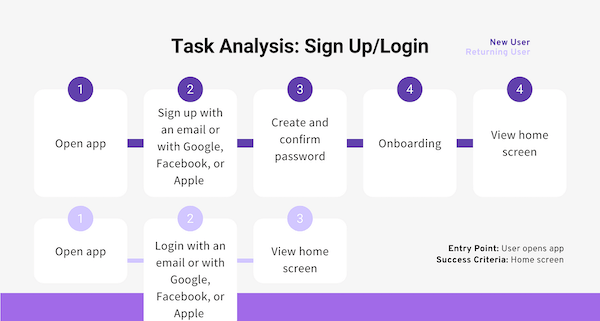 Task Analysis: Sign Up/Login
New User
Returning User
1
Open app
2
Sign up with
an email or
with Google,
Facebook, or
Apple
3
Create and
confirm
password
4
Onboarding
4
View home
screen
1
Open app
2
Login with an
email or with
Google,
Facebook, or
Apple
3
View home
screen
Entry Point: User opens app
Success Criteria: Home screen